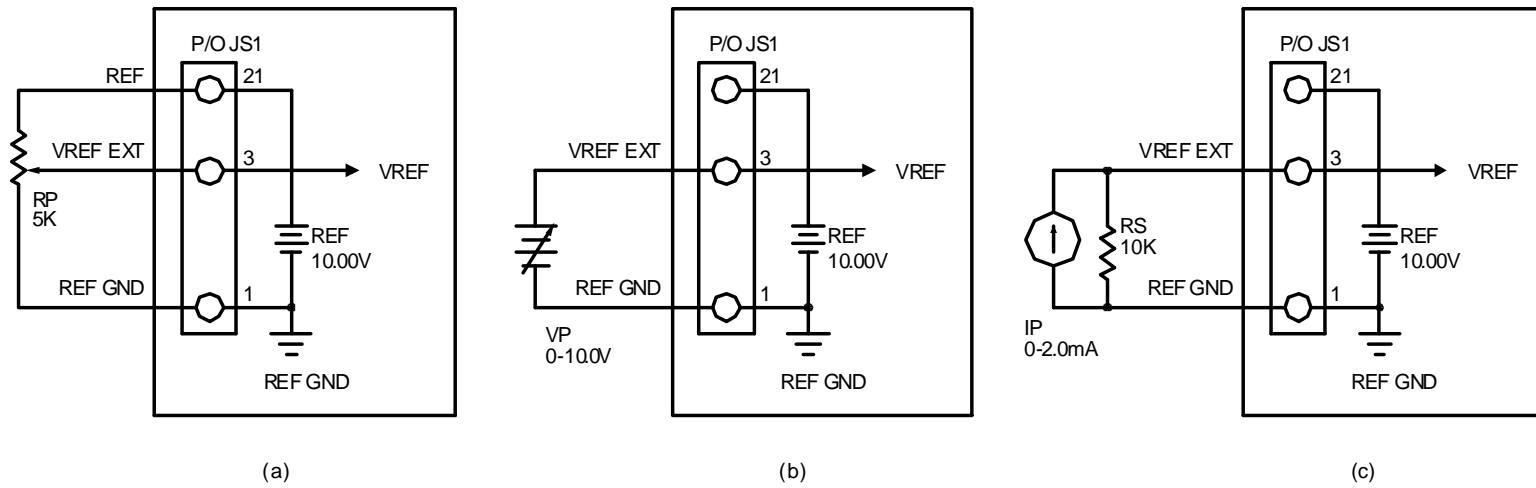 P/O JS1
REF
21
VREF EXT
3
VREF
RP
5K
REF
10.00V
REF GND
1
REF GND
(a)
P/O JS1
21
VREF EXT
3
VREF
REF
10.00V
REF GND
1
VP
0-10.0V
REF GND
(b)
P/O JS1
21
VREF EXT
3
VREF
RS
10K
REF
10.00V
REF GND
1
IP
0-2.0mA
REF GND
(c)